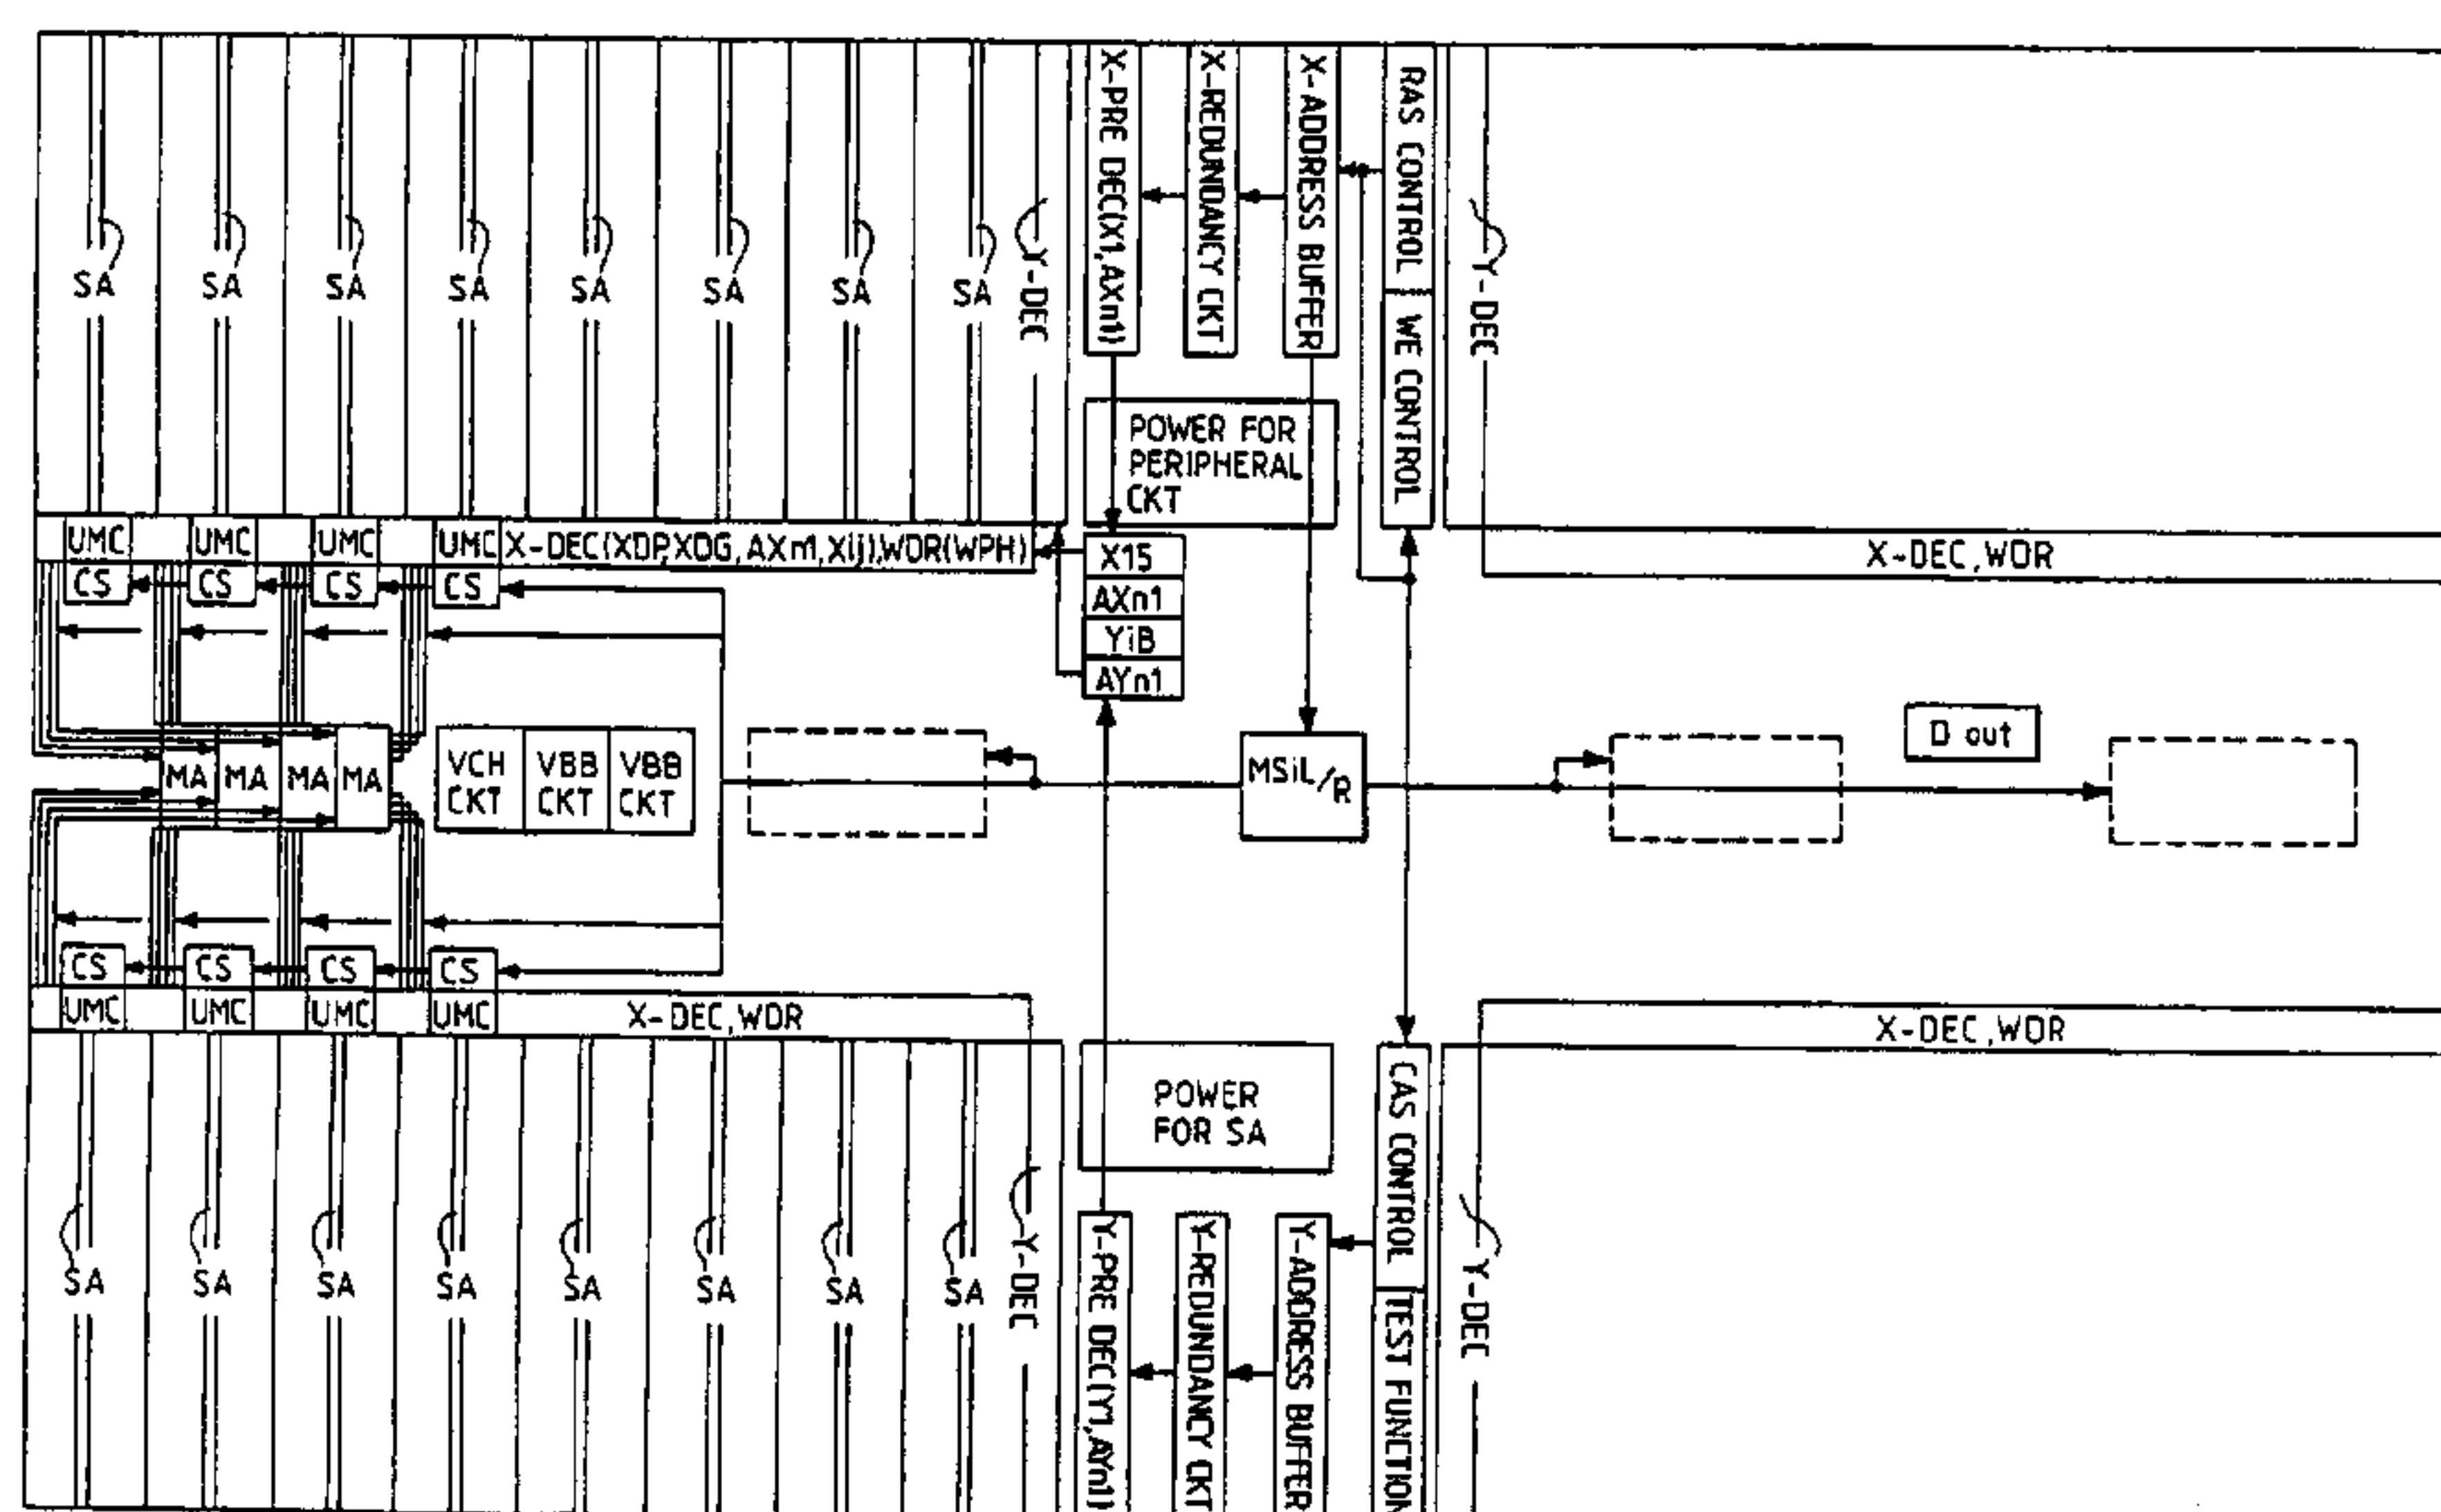 SA
SA
SA
SA
SA
SA
SA
SA
Y-DEC
X-PRE DEC(X1,AXn1)
X-REDUNDANCY CKT
X-ADDRESS BUFFER
RAS CONTROL
WE CONTROL
Y-DEC
POWER FOR
PERIPHERAL
CKT
UMC
UMC
UMC
UMC
X-DEC(XDP,XDG,AXn1,Xij),WDR(WPH)
X-DEC,WDR
CS
CS
CS
CS
X15
AXn1
YiB
AYn1
MA
MA
MA
MA
VCH
CKT
VBB
CKT
VBB
CKT
MSiL/R
D out
CS
CS
CS
CS
UMC
UMC
UMC
UMC
X-DEC,WDR
X-DEC,WDR
POWER
FOR SA
SA
SA
SA
SA
SA
SA
SA
SA
Y-DEC
Y-PRE DEC(Y1,AYn1)
Y-REDUNDANCY CKT
Y-ADDRESS BUFFER
CAS CONTROL
TEST FUNCTION
Y-DEC